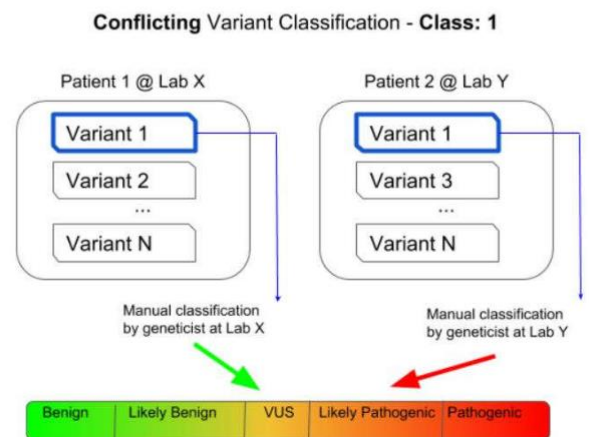 Conflicting Variant Classification - Class: 1
Patient 1 @ Lab X
Patient 2 @ Lab Y
Variant 1
Variant 2
...
Variant N
Variant 1
Variant 3
...
Variant N
Manual classification
by geneticist at Lab X
Manual classification
by geneticist at Lab Y
Benign
Likely Benign
VUS
Likely Pathogenic
Pathogenic